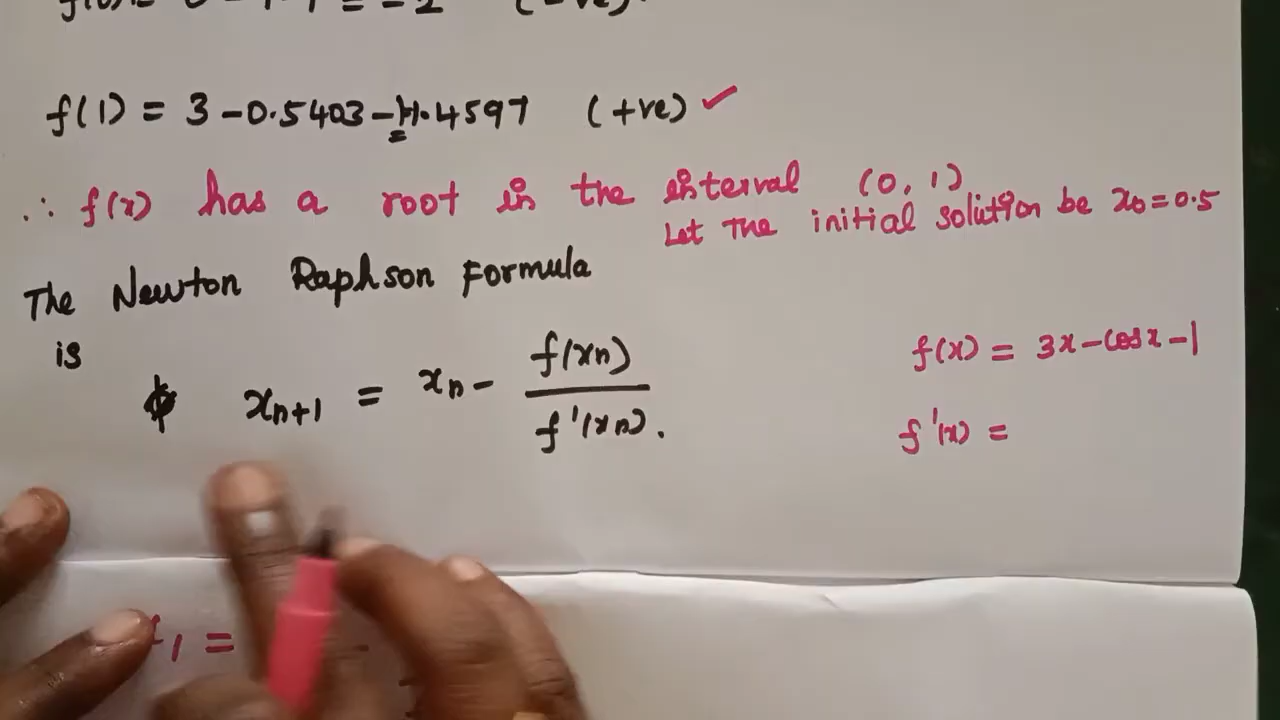 f(1) = 3 - 0.5403 - 1 = 1.4597 (+ve) ✓
∴ f(x) has a root in the interval (0, 1)
Let the initial solution be x₀ = 0.5
The Newton Raphson Formula
is
xₙ₊₁ = xₙ - f(xₙ) / f'(xₙ).
f(x) = 3x - cos x - 1
f'(x) =
1 =